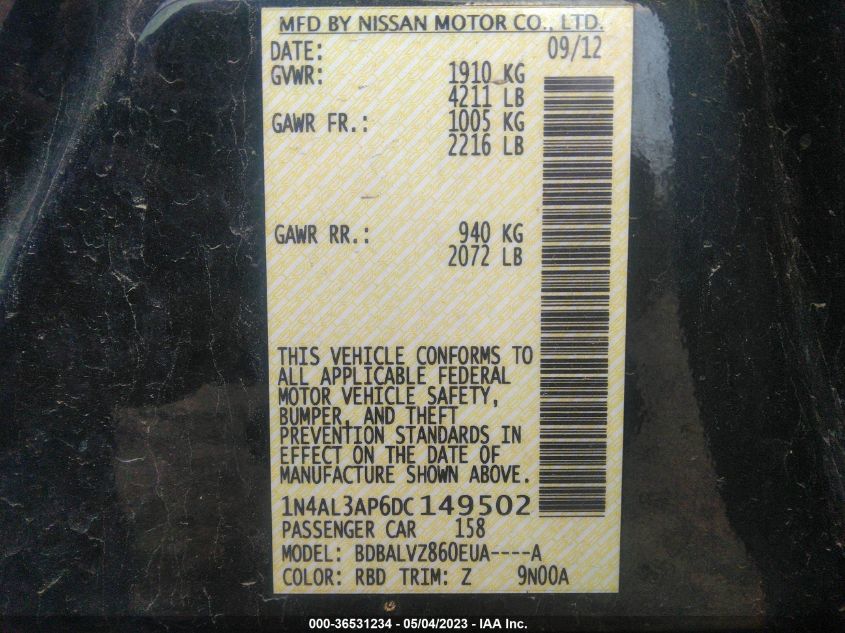 MFD BY NISSAN MOTOR CO., LTD.
DATE: 09/12
GVWR: 1910 KG
4211 LB
GAWR FR.: 1005 KG
2216 LB
GAWR RR.: 940 KG
2072 LB
THIS VEHICLE CONFORMS TO
ALL APPLICABLE FEDERAL
MOTOR VEHICLE SAFETY,
BUMPER, AND THEFT
PREVENTION STANDARDS IN
EFFECT ON THE DATE OF
MANUFACTURE SHOWN ABOVE.
1N4AL3AP6DC149502
PASSENGER CAR 158
MODEL: BDBALVZ860EUA----A
COLOR: RBD TRIM: Z 9N00A
000-36531234 - 05/04/2023 - IAA Inc.